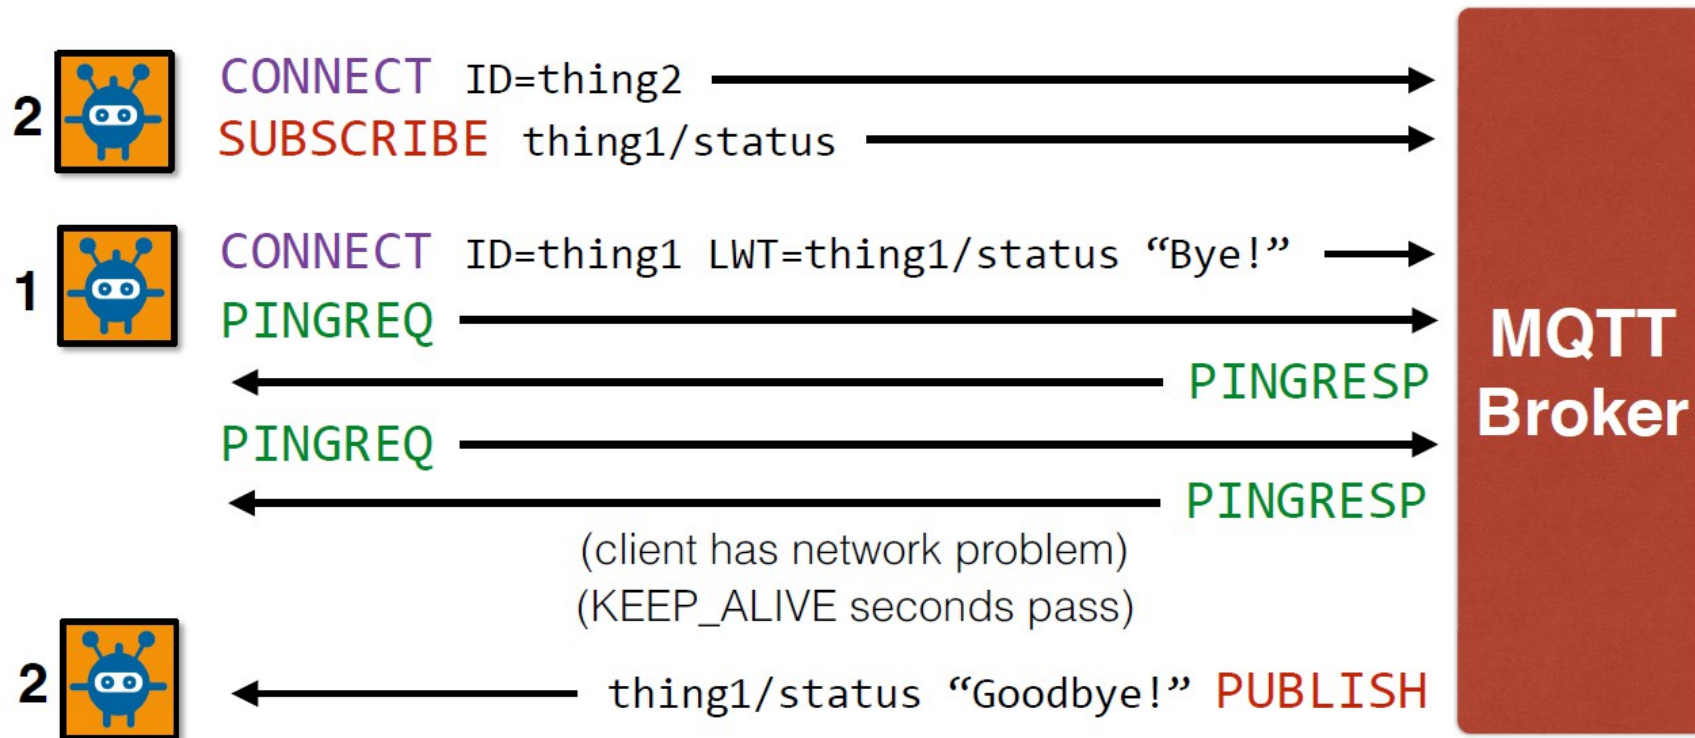 2
CONNECT ID=thing2
SUBSCRIBE thing1/status
1
CONNECT ID=thing1 LWT=thing1/status “Bye!”
PINGREQ
PINGRESP
PINGREQ
PINGRESP
(client has network problem)
(KEEP_ALIVE seconds pass)
2
thing1/status “Goodbye!” PUBLISH
MQTT
Broker